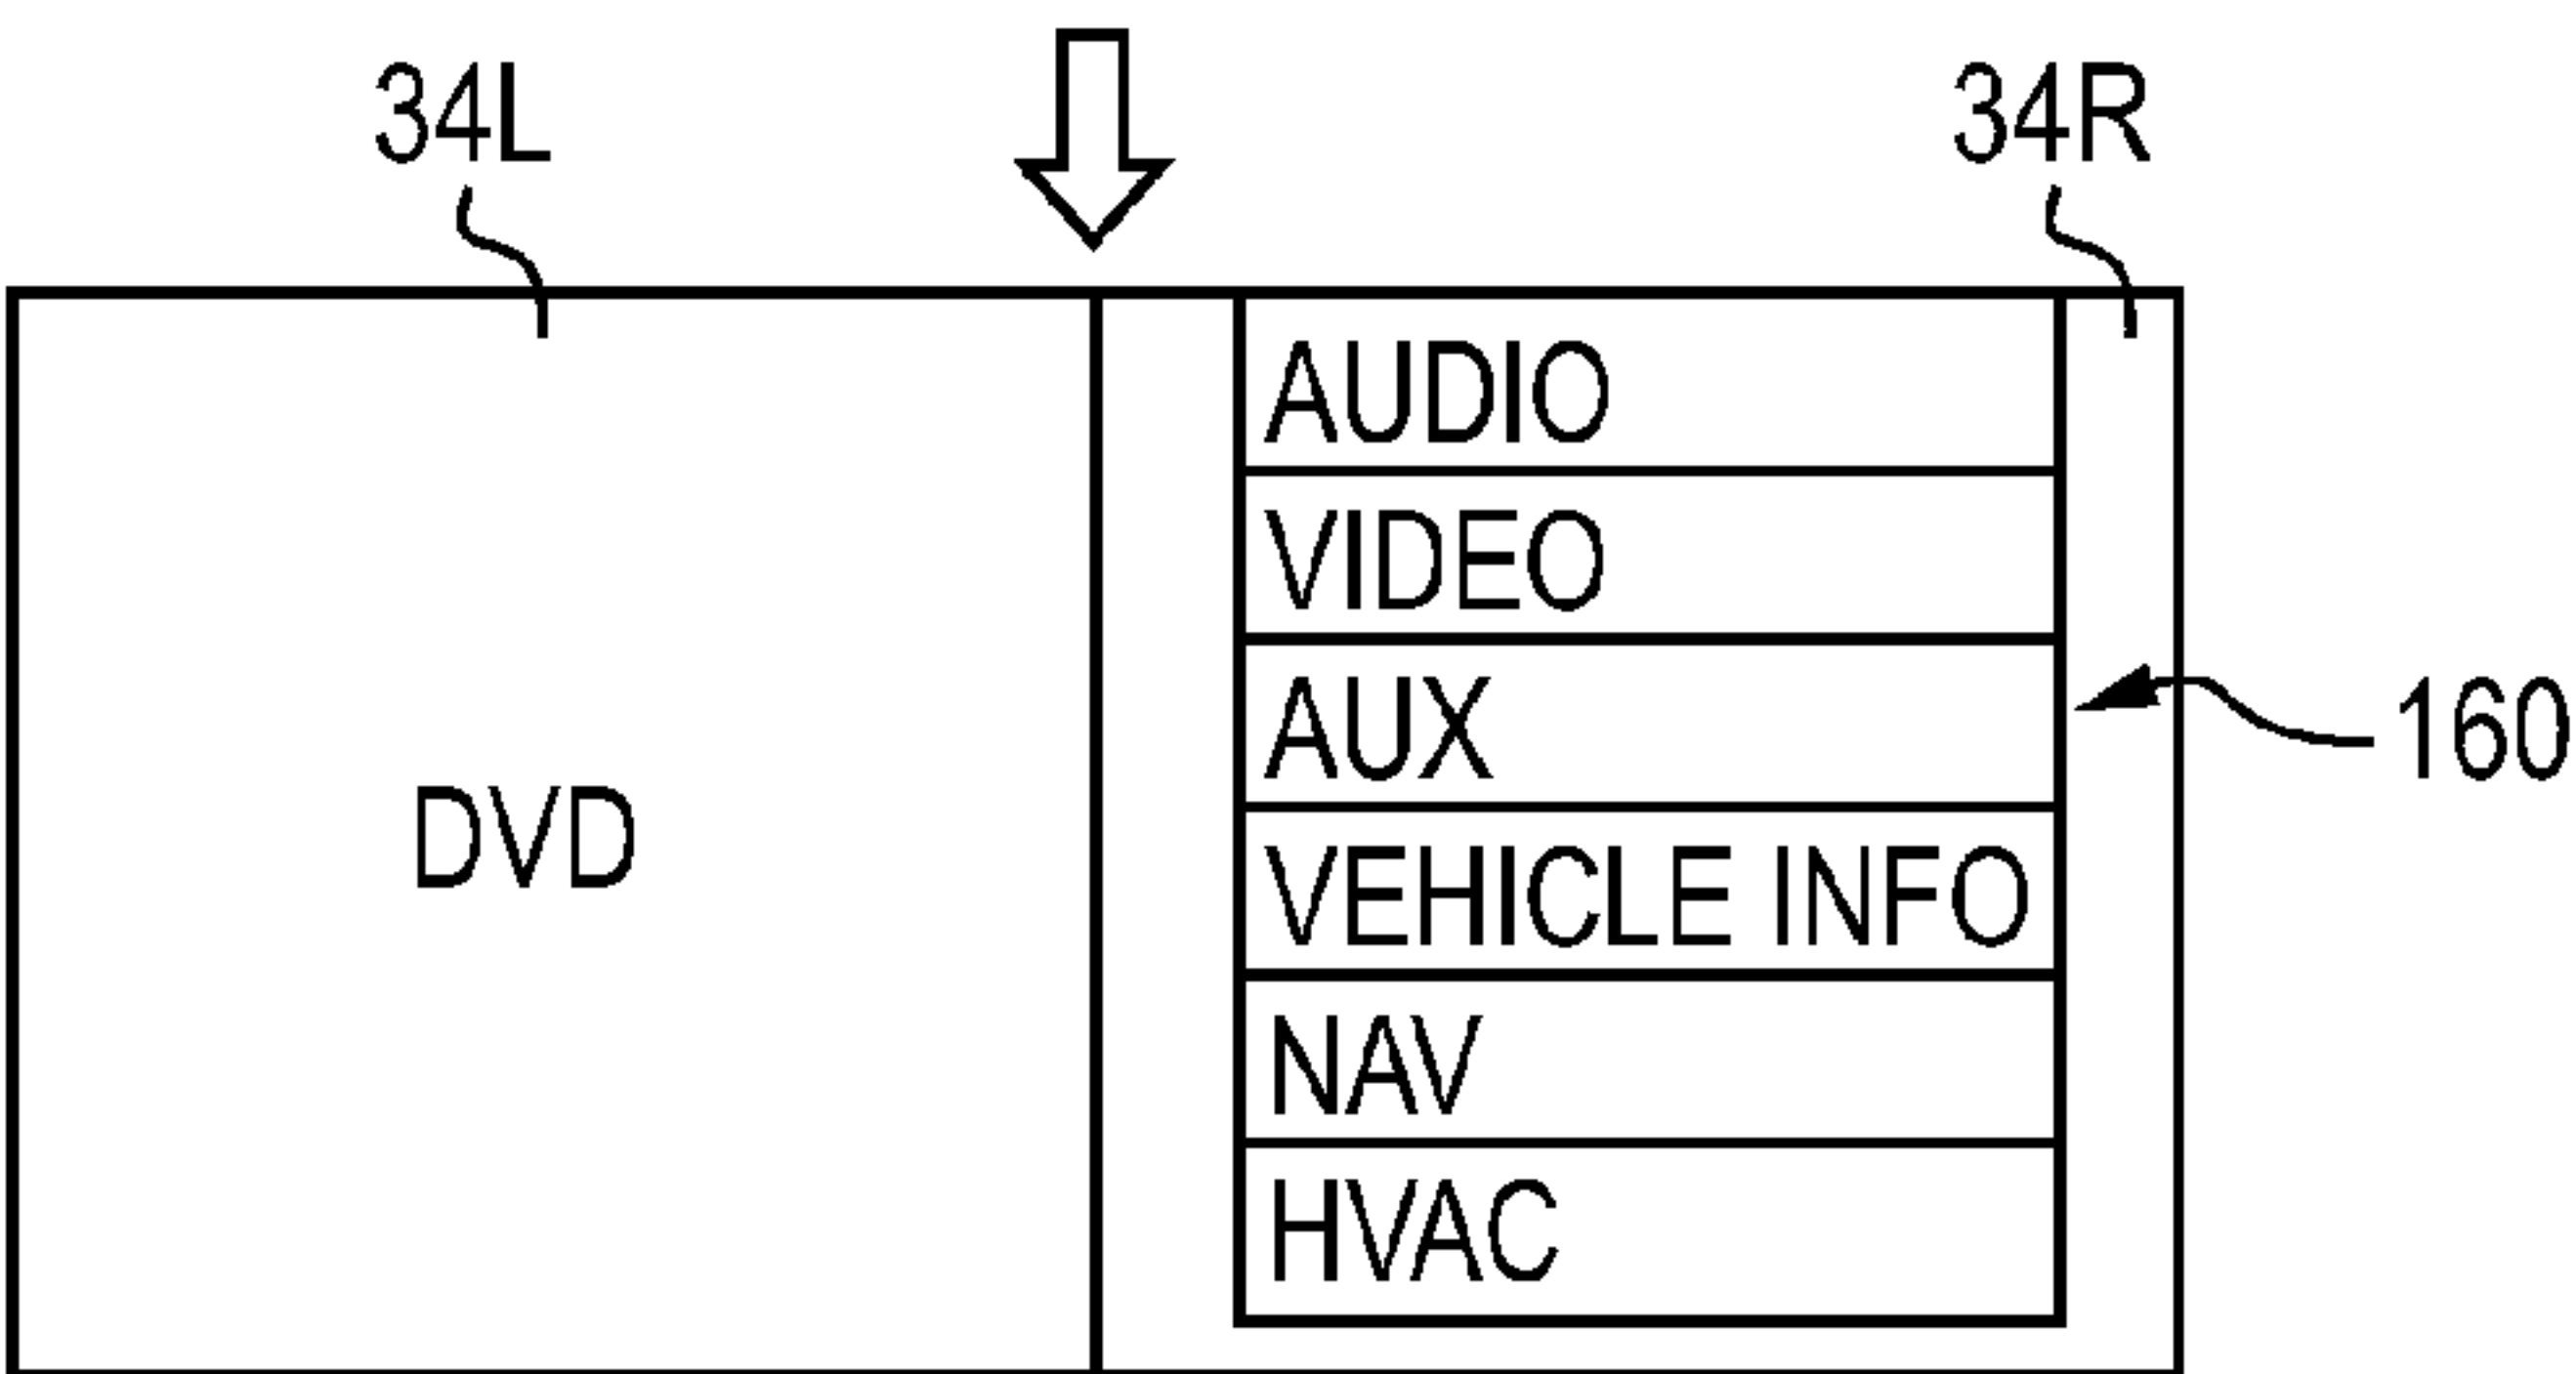 34L
34R
AUDIO
VIDEO
AUX
160
DVD
VEHICLE INFO
NAV
HVAC